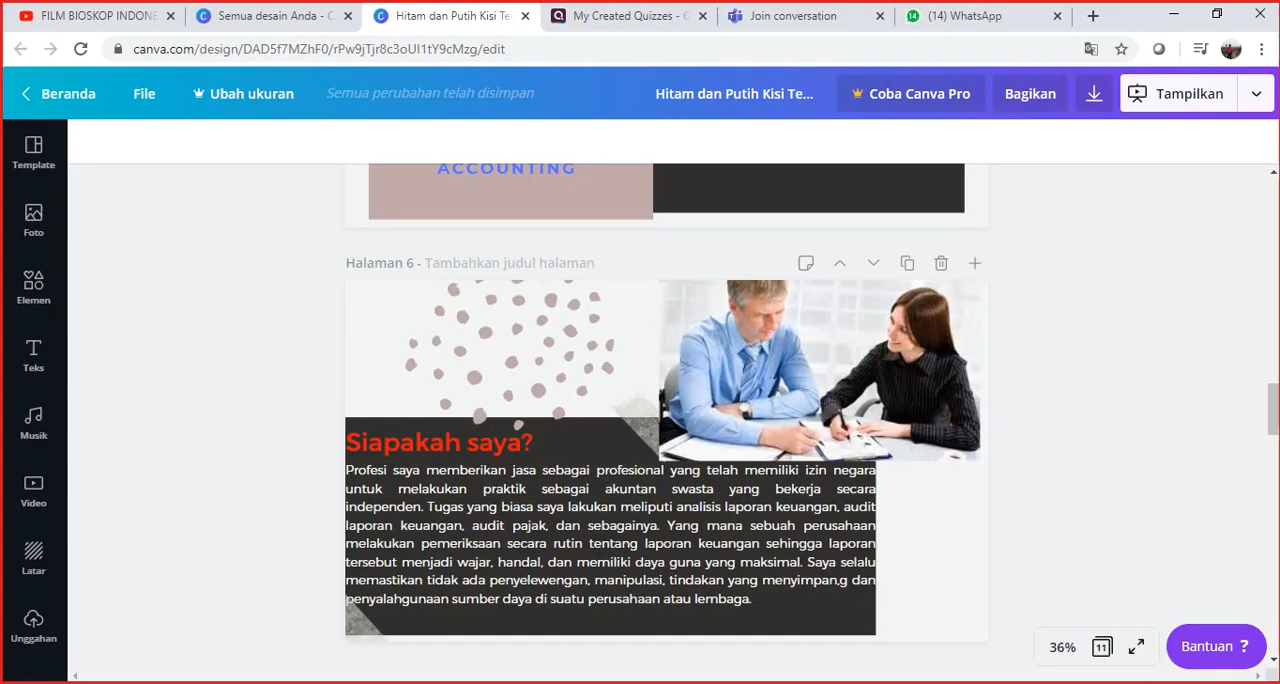 FILM BIOSKOP INDONE
Semua desain Anda - C
Hitam dan Putih Kisi Te
My Created Quizzes - Q
Join conversation
(14) WhatsApp
canva.com/design/DAD5f7MZhF0/rPw9jTjr8c3oUI1tY9cMzg/edit
Beranda
File
Ubah ukuran
Semua perubahan telah disimpan
Hitam dan Putih Kisi Te...
Coba Canva Pro
Bagikan
Tampilkan
Template
Foto
Elemen
Teks
Musik
Video
Latar
Unggahan
ACCOUNTING
Halaman 6 - Tambahkan judul halaman
Siapakah saya?
Profesi saya memberikan jasa sebagai profesional yang telah memiliki izin negara
untuk melakukan praktik sebagai akuntan swasta yang bekerja secara
independen. Tugas yang biasa saya lakukan meliputi analisis laporan keuangan, audit
laporan keuangan, audit pajak, dan sebagainya. Yang mana sebuah perusahaan
melakukan pemeriksaan secara rutin tentang laporan keuangan sehingga laporan
tersebut menjadi wajar, handal, dan memiliki daya guna yang maksimal. Saya selalu
memastikan tidak ada penyelewengan, manipulasi, tindakan yang menyimpan,g dan
penyalahgunaan sumber daya di suatu perusahaan atau lembaga.
36%
11
Bantuan ?